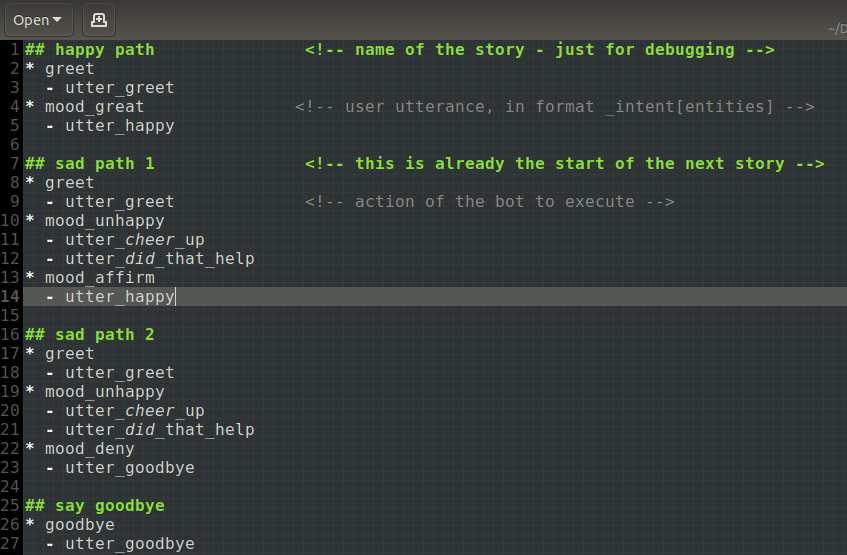 Open
~/D
1 ## happy path <!-- name of the story - just for debugging -->
2 * greet
3 - utter_greet
4 * mood_great <!-- user utterance, in format _intent[entities] -->
5 - utter_happy
6
7 ## sad path 1 <!-- this is already the start of the next story -->
8 * greet
9 - utter_greet <!-- action of the bot to execute -->
10 * mood_unhappy
11 - utter_cheer_up
12 - utter_did_that_help
13 * mood_affirm
14 - utter_happy
15
16 ## sad path 2
17 * greet
18 - utter_greet
19 * mood_unhappy
20 - utter_cheer_up
21 - utter_did_that_help
22 * mood_deny
23 - utter_goodbye
24
25 ## say goodbye
26 * goodbye
27 - utter_goodbye